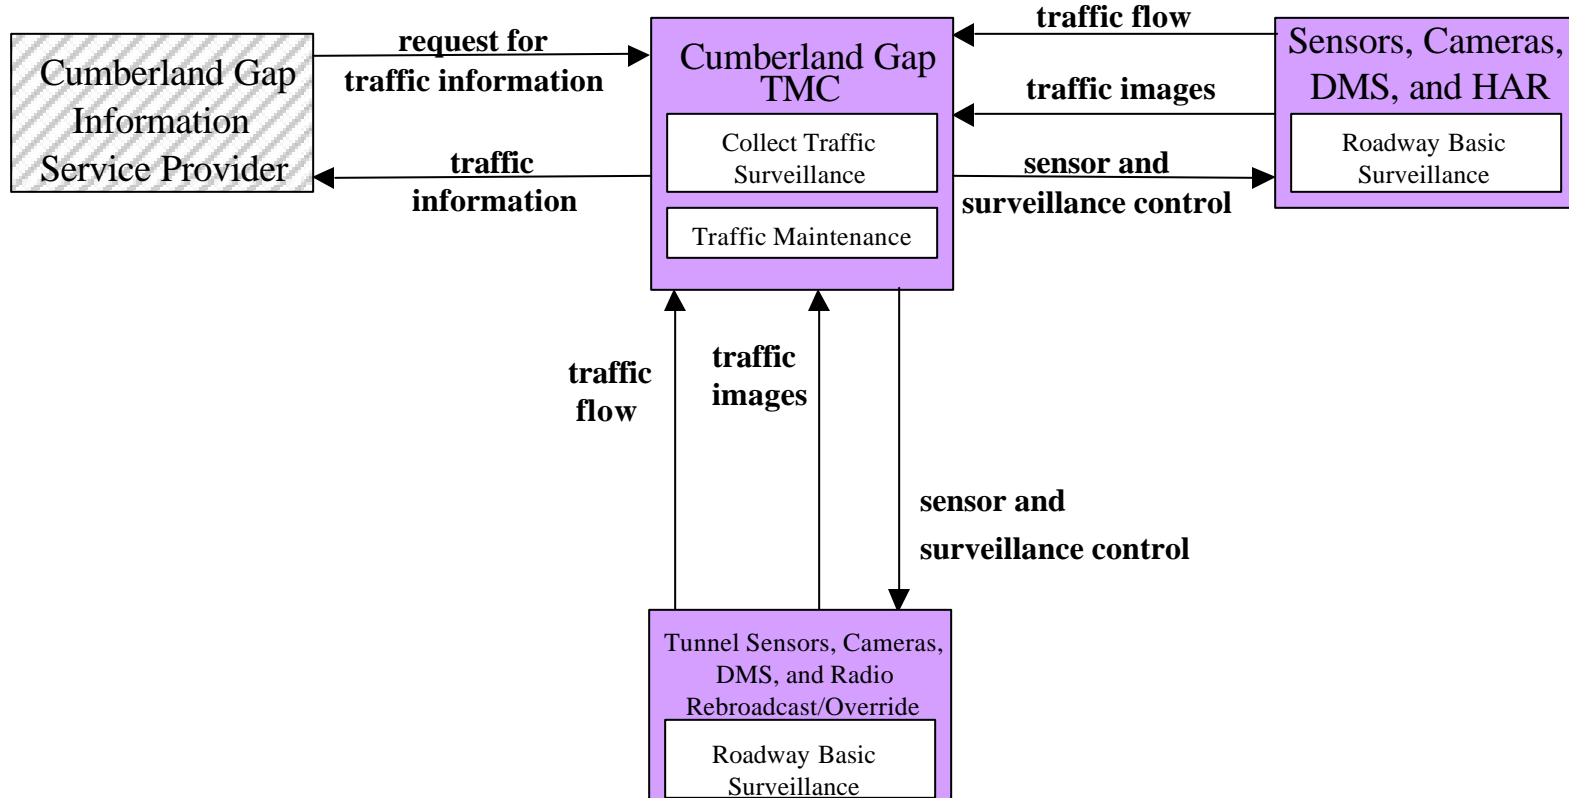 Cumberland Gap
Information
Service Provider
request for
traffic information
traffic
information
Cumberland Gap
TMC
Collect Traffic
Surveillance
Traffic Maintenance
traffic flow
traffic images
sensor and
surveillance control
Sensors, Cameras,
DMS, and HAR
Roadway Basic
Surveillance
traffic
flow
traffic
images
sensor and
surveillance control
Tunnel Sensors, Cameras,
DMS, and Radio
Rebroadcast/Override
Roadway Basic
Surveillance